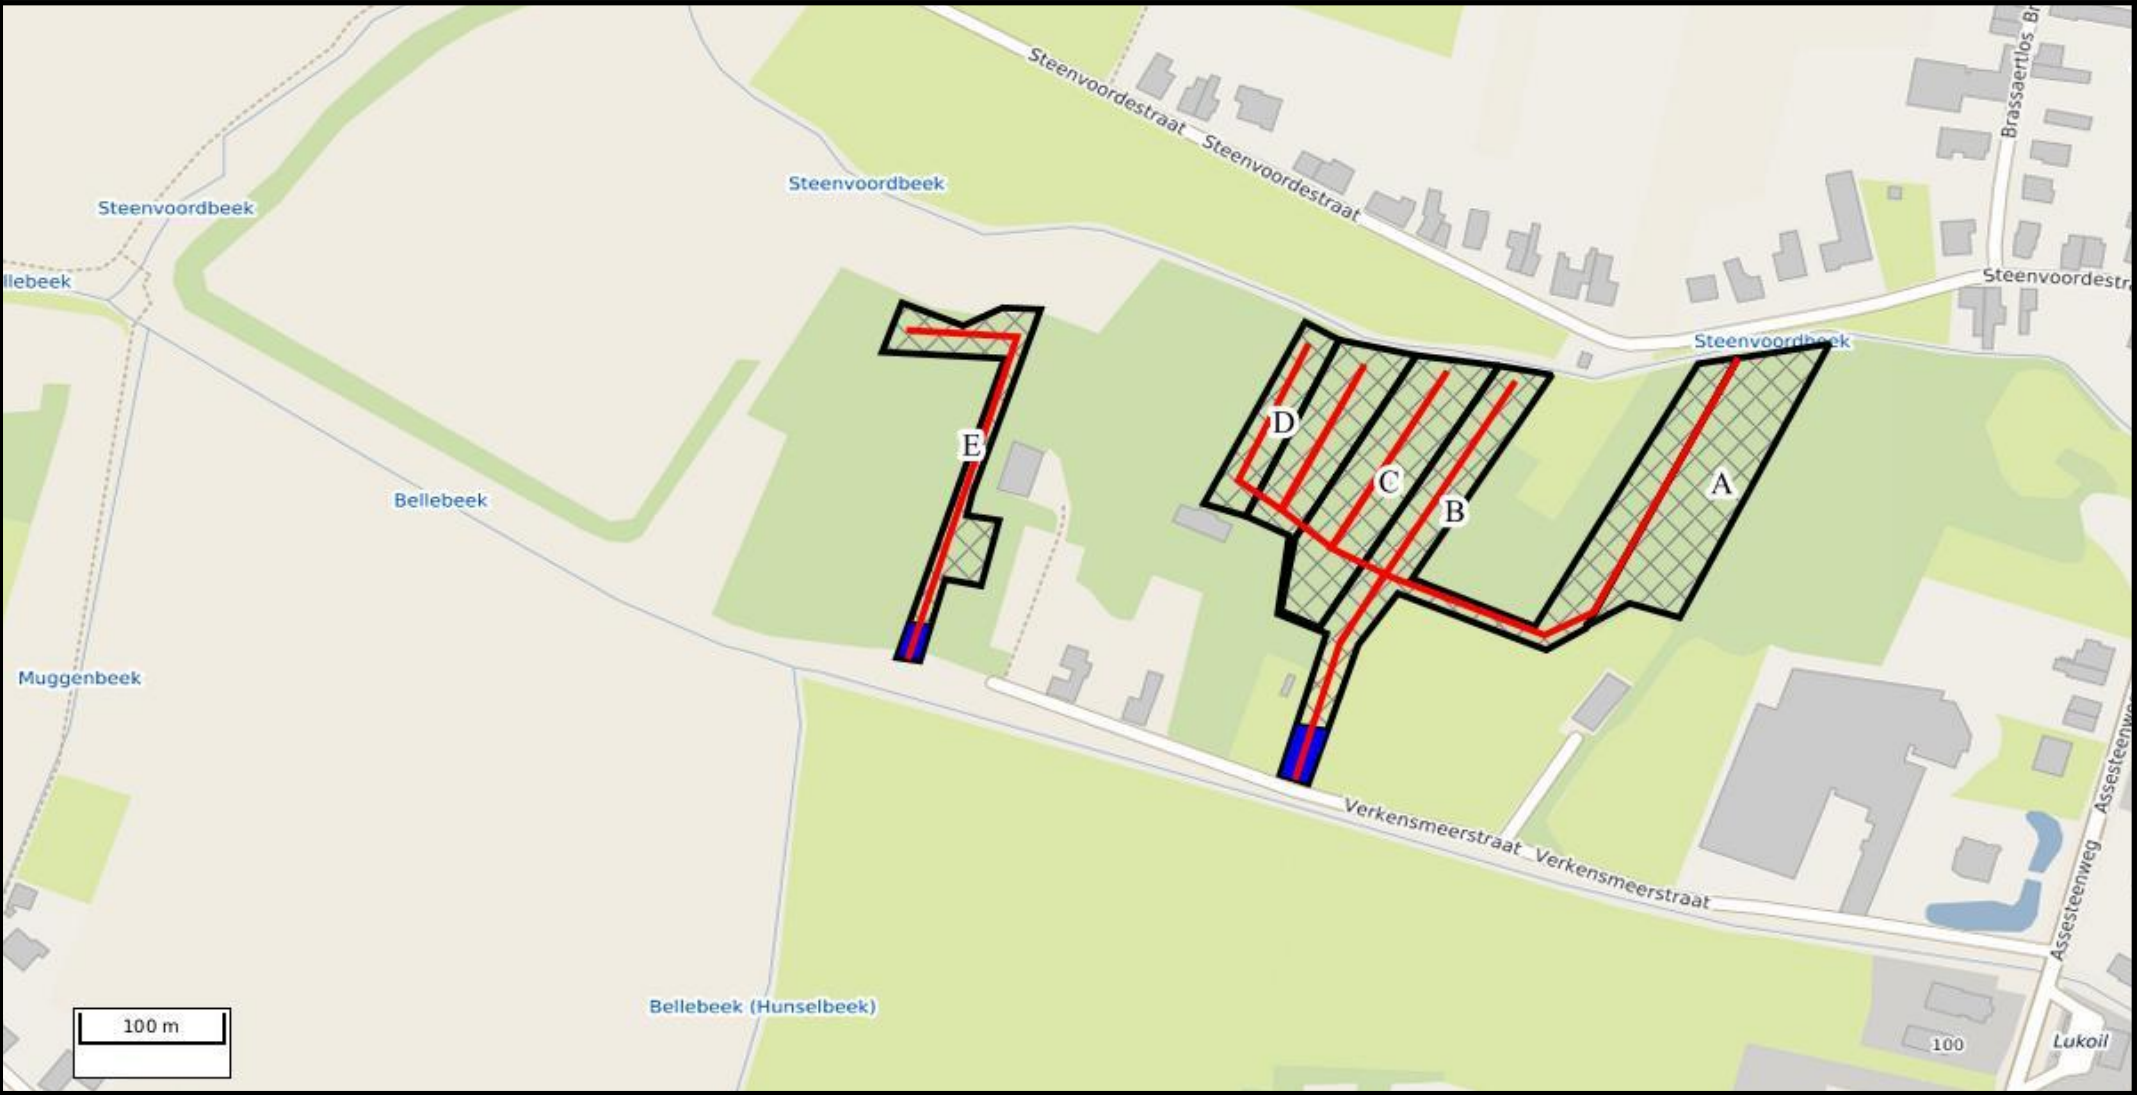 Steenvoordestraat
Steenvoordestraat
Brassaertlos Br
Steenvoordbeek
Steenvoordbeek
llebeek
Steenvoordestr
Steenvoordbeek
D
E
C
A
B
Bellebeek
Muggenbeek
Verkensmeerstraat
Verkensmeerstraat
Assesteenweg
Assesteenweg
Bellebeek (Hunselbeek)
100 m
100
Lukoil